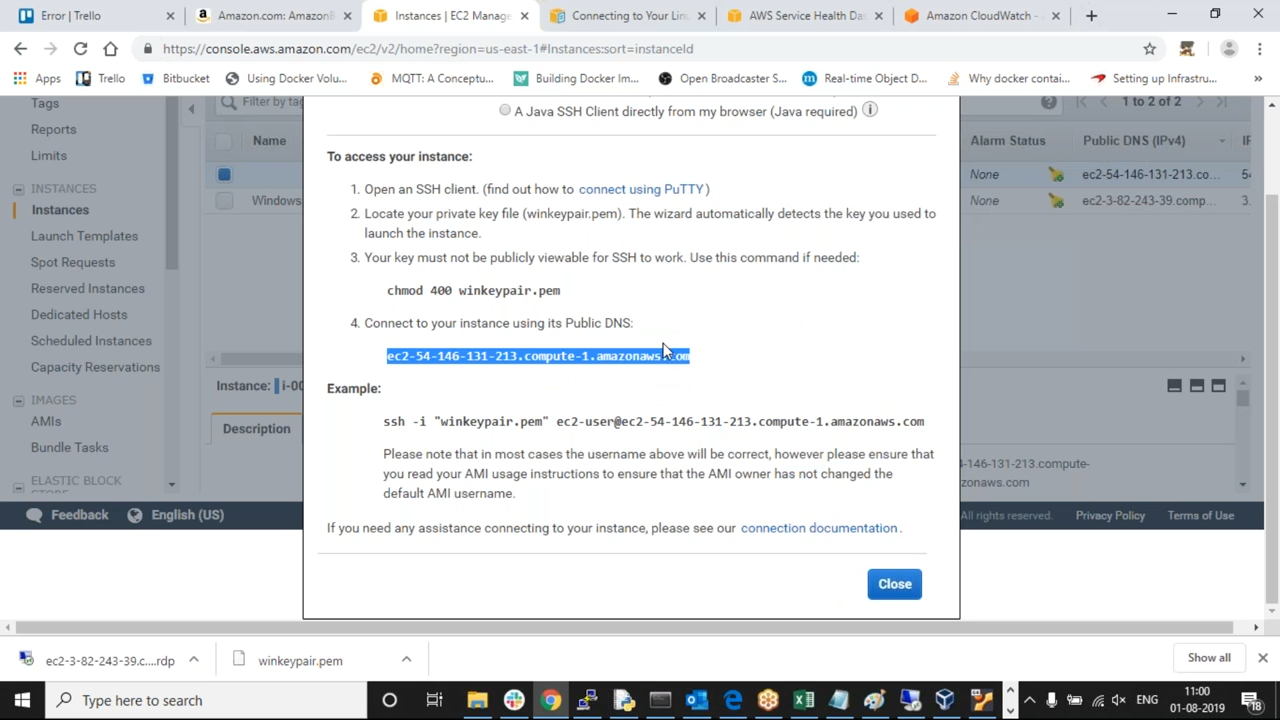 Error | Trello
Amazon.com: Amazon
Instances | EC2 Manage
Connecting to Your Lin
AWS Service Health Da
Amazon CloudWatch -
https://console.aws.amazon.com/ec2/v2/home?region=us-east-1#Instances:sort=instanceId
Apps
Trello
Bitbucket
Using Docker Volu...
MQTT: A Conceptu...
Building Docker Im...
Open Broadcaster S...
Real-time Object D...
Why docker contai...
Setting up Infrastru...
»
Tags
Reports
Limits
INSTANCES
Instances
Launch Templates
Spot Requests
Reserved Instances
Dedicated Hosts
Scheduled Instances
Capacity Reservations
IMAGES
AMIs
Bundle Tasks
ELASTIC BLOCK
Filter by tag
1 to 2 of 2
Name
Alarm Status
Public DNS (IPv4)
None
ec2-54-146-131-213.co...
54
Windows
None
ec2-3-82-243-39.comp...
3.
Instance:
i-00
Description
A Java SSH Client directly from my browser (Java required)
To access your instance:
1. Open an SSH client. (find out how to connect using PuTTY)
2. Locate your private key file (winkeypair.pem). The wizard automatically detects the key you used to
launch the instance.
3. Your key must not be publicly viewable for SSH to work. Use this command if needed:
chmod 400 winkeypair.pem
4. Connect to your instance using its Public DNS:
ec2-54-146-131-213.compute-1.amazonaws.com
Example:
ssh -i "winkeypair.pem" ec2-user@ec2-54-146-131-213.compute-1.amazonaws.com
Please note that in most cases the username above will be correct, however please ensure that
you read your AMI usage instructions to ensure that the AMI owner has not changed the
default AMI username.
If you need any assistance connecting to your instance, please see our connection documentation.
Close
-146-131-213.compute-
zonaws.com
Feedback
English (US)
All rights reserved.
Privacy Policy
Terms of Use
ec2-3-82-243-39.c....rdp
winkeypair.pem
Show all
Type here to search
ENG
11:00
01-08-2019
18